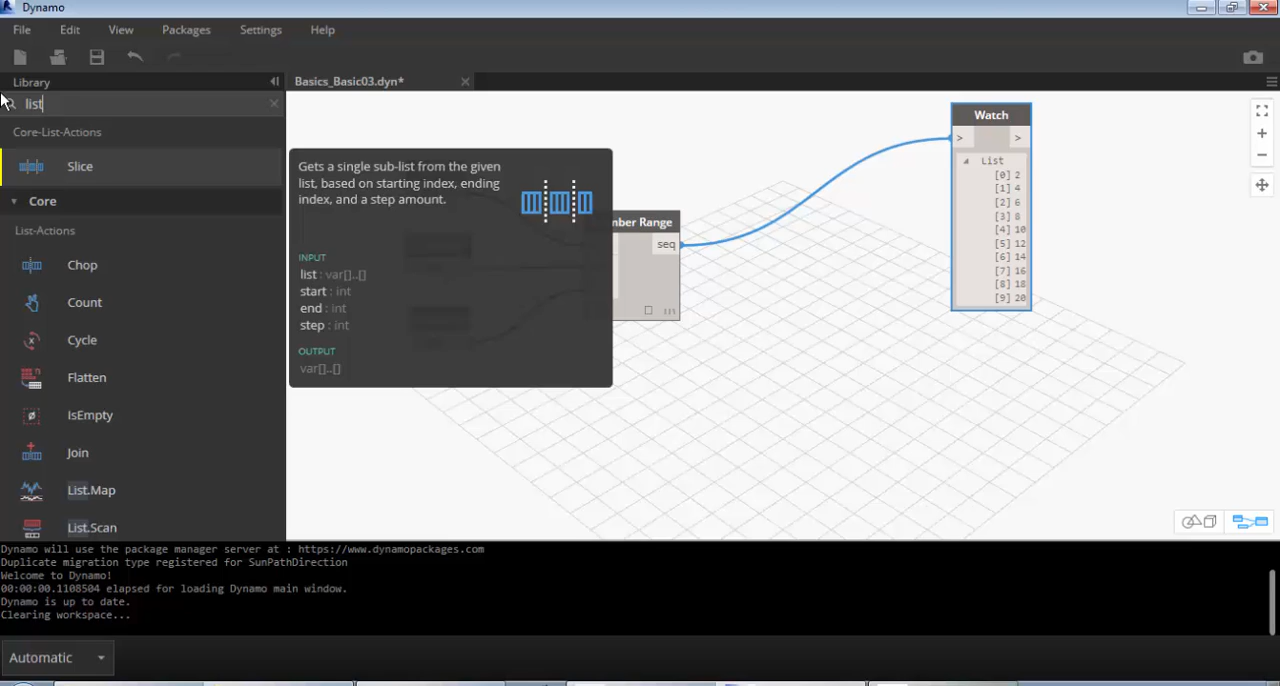 Dynamo
File Edit View Packages Settings Help
Library
Basics_Basic03.dyn*
list
Core-List-Actions
Slice
Core
List-Actions
Chop
Count
Cycle
Flatten
IsEmpty
Join
List.Map
List.Scan
Gets a single sub-list from the given
list, based on starting index, ending
index, and a step amount.
INPUT
list : var[]..[]
start : int
end : int
step : int
OUTPUT
var[]..[]
mber Range
seq
Watch
> >
List
[0] 2
[1] 4
[2] 6
[3] 8
[4] 10
[5] 12
[6] 14
[7] 16
[8] 18
[9] 20
Dynamo will use the package manager server at : https://www.dynamopackages.com
Duplicate migration type registered for SunPathDirection
Welcome to Dynamo!
00:00:00.1108504 elapsed for loading Dynamo main window.
Dynamo is up to date.
Clearing workspace...
Automatic